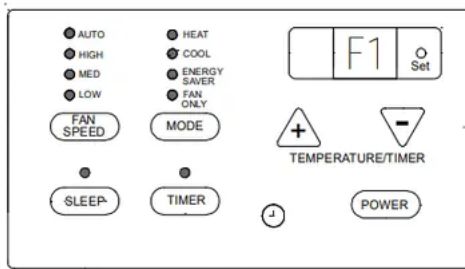 AUTO
HIGH
MED
LOW
FAN
SPEED
HEAT
COOL
ENERGY
SAVER
FAN
ONLY
MODE
F1
Set
+
-
TEMPERATURE/TIMER
SLEEP
TIMER
POWER